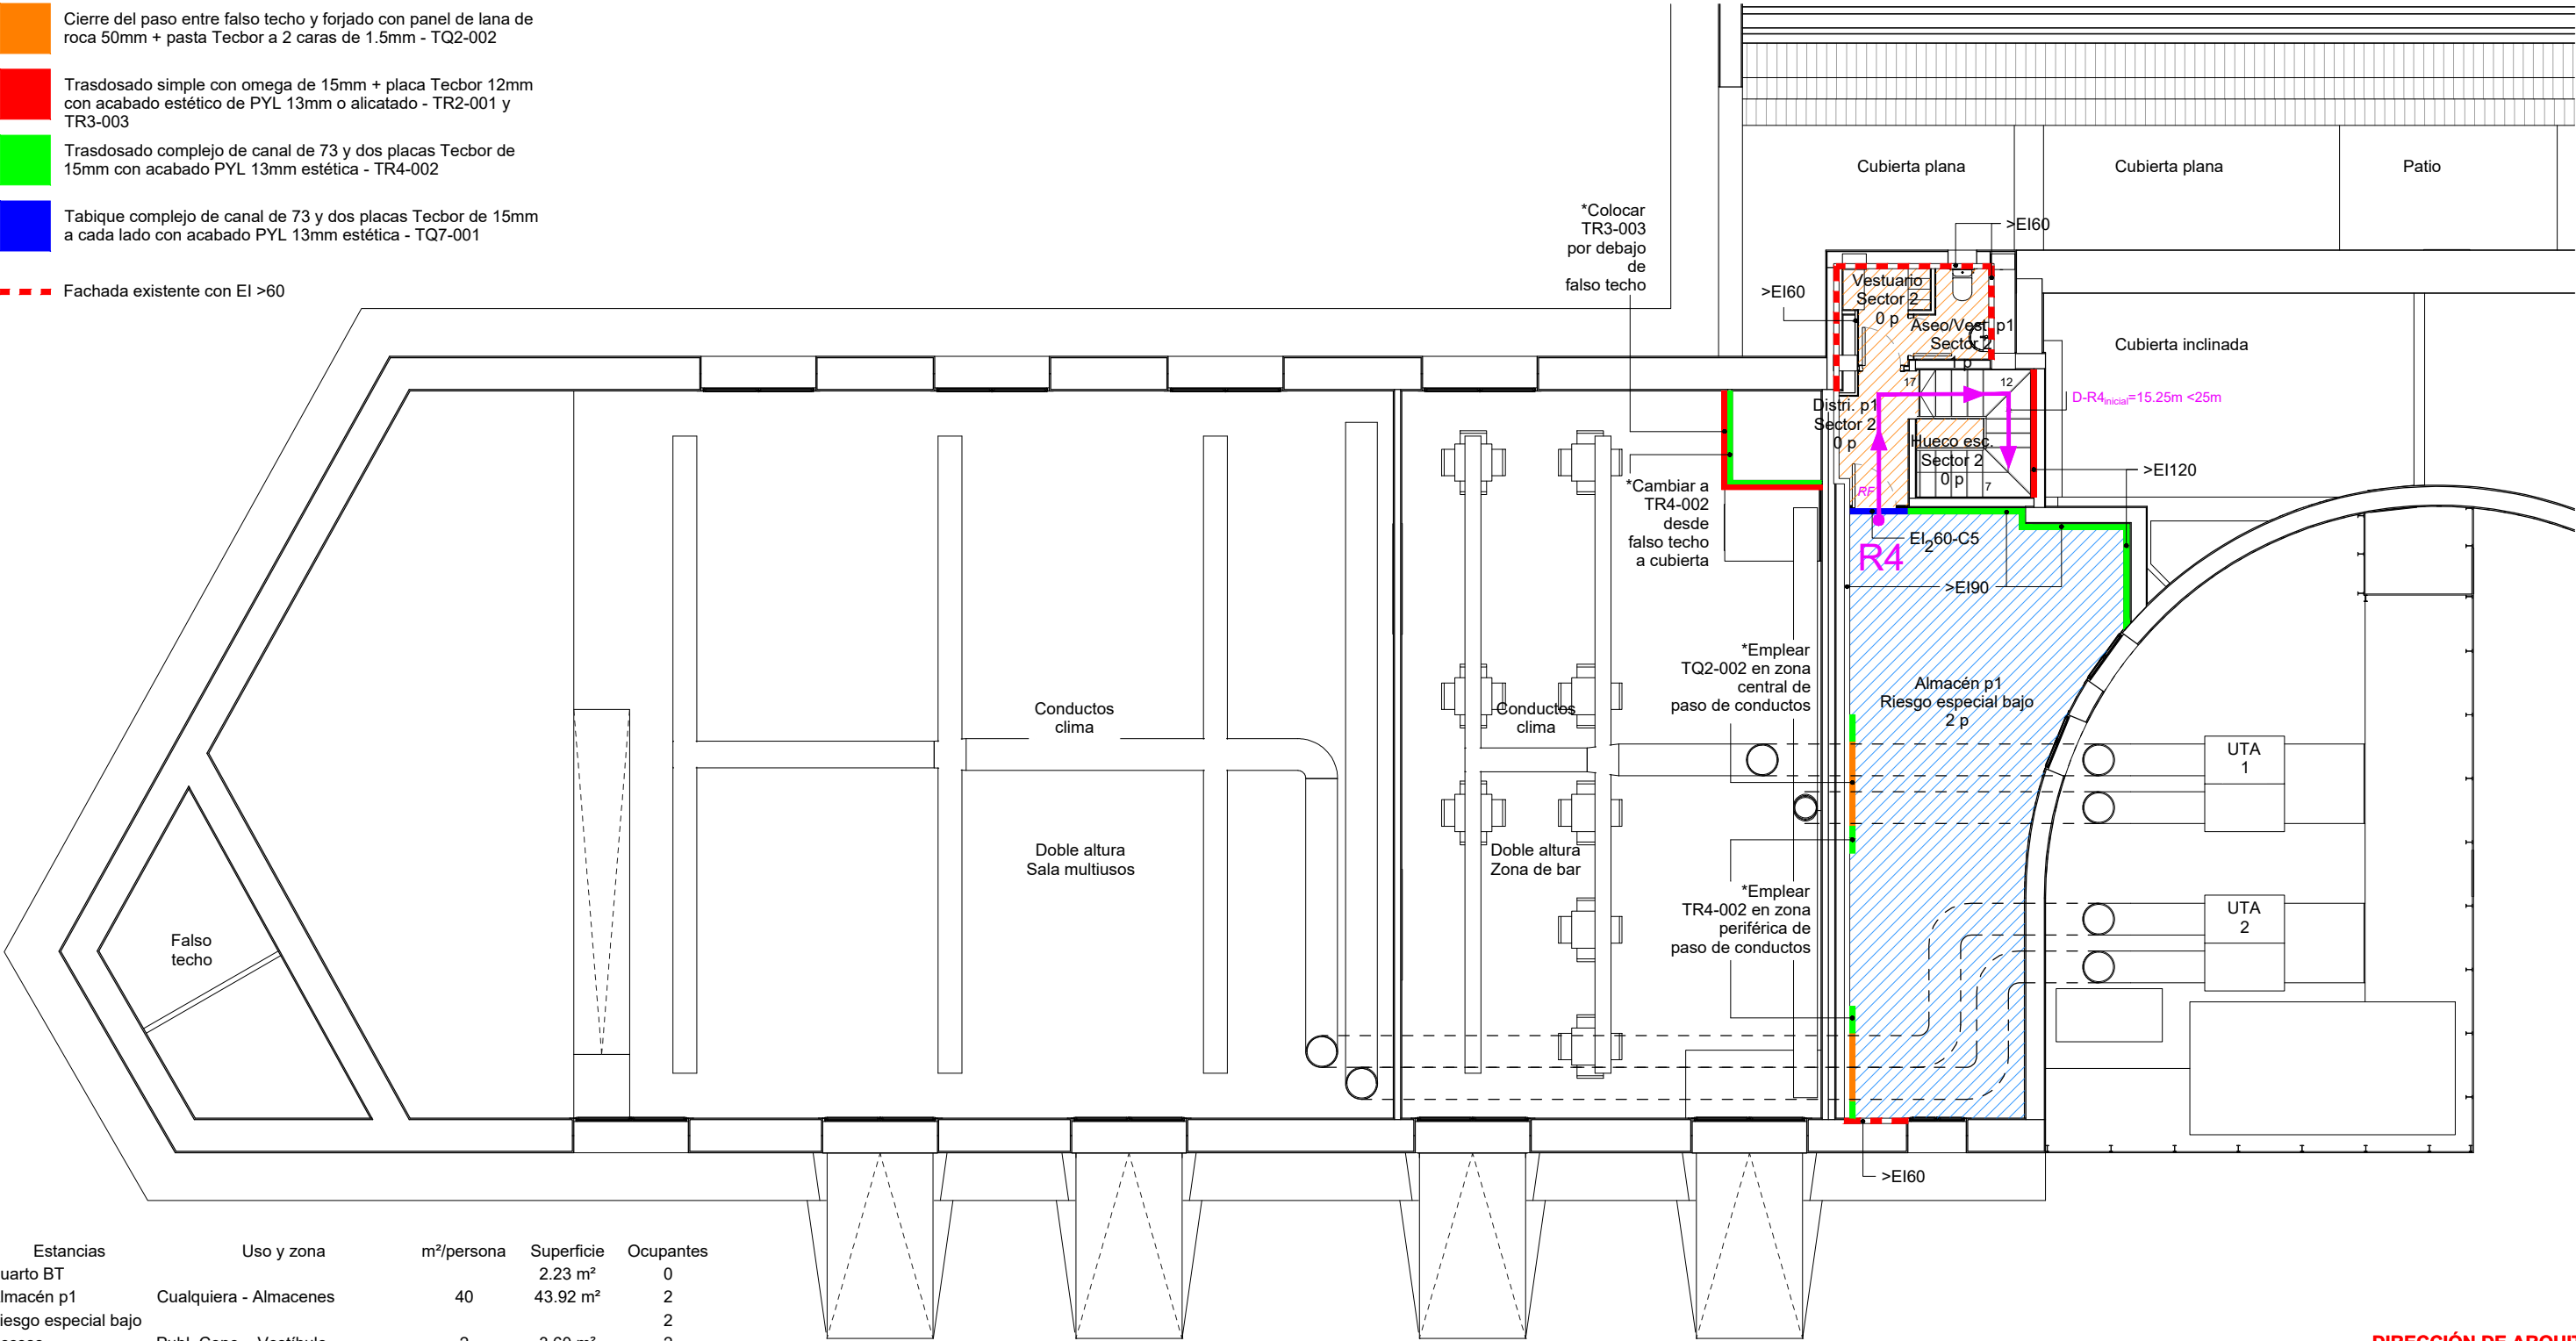 Cierre del paso entre falso techo y forjado con panel de lana de
roca 50mm + pasta Tecbor a 2 caras de 1.5mm - TQ2-002
Trasdosado simple con omega de 15mm + placa Tecbor 12mm
con acabado estético de PYL 13mm o alicatado - TR2-001 y
TR3-003
Trasdosado complejo de canal de 73 y dos placas Tecbor de
15mm con acabado PYL 13mm estética - TR4-002
Tabique complejo de canal de 73 y dos placas Tecbor de 15mm
a cada lado con acabado PYL 13mm estética - TQ7-001
Fachada existente con EI >60
Cubierta plana
Cubierta plana
Patio
*Colocar
TR3-003
por debajo
de
falso techo
>EI60
>EI60
Vestuario
Sector 2
0 p
Aseo/Vest. p1
Sector 2
1 p
Cubierta inclinada
17
12
D-R4inicial=15.25m <25m
Distri. p1
Sector 2
0 p
Hueco esc.
Sector 2
0 p
7
>EI120
*Cambiar a
TR4-002
desde
falso techo
a cubierta
RF
EI260-C5
R4
>EI90
*Emplear
TQ2-002 en zona
central de
paso de conductos
Almacén p1
Riesgo especial bajo
2 p
Conductos
clima
Conductos
clima
UTA
1
Doble altura
Sala multiusos
Doble altura
Zona de bar
*Emplear
TR4-002 en zona
periférica de
paso de conductos
UTA
2
Falso
techo
>EI60
Estancias Uso y zona m²/persona Superficie Ocupantes
uarto BT 2.23 m² 0
lmacén p1 Cualquiera - Almacenes 40 43.92 m² 2
iesgo especial bajo 2
DIRECCIÓN DE ARQUI